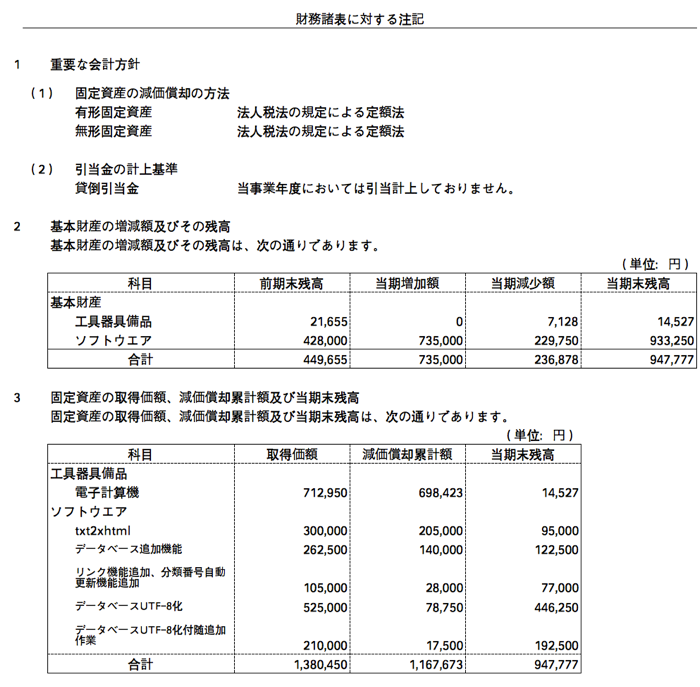 財務諸表に対する注記
1 重要な会計方針
(1) 固定資産の減価償却の方法
有形固定資産 法人税法の規定による定額法
無形固定資産 法人税法の規定による定額法
(2) 引当金の計上基準
貸倒引当金 当事業年度においては引当計上しておりません。
2 基本財産の増減額及びその残高
基本財産の増減額及びその残高は、次の通りであります。
(単位: 円)
科目 前期末残高 当期増加額 当期減少額 当期末残高
基本財産
工具器具備品 21,655 0 7,128 14,527
ソフトウエア 428,000 735,000 229,750 933,250
合計 449,655 735,000 236,878 947,777
3 固定資産の取得価額、減価償却累計額及び当期末残高
固定資産の取得価額、減価償却累計額及び当期末残高は、次の通りであります。
(単位: 円)
科目 取得価額 減価償却累計額 当期末残高
工具器具備品
電子計算機 712,950 698,423 14,527
ソフトウエア
txt2xhtml 300,000 205,000 95,000
データベース追加機能 262,500 140,000 122,500
リンク機能追加、分類番号自動
更新機能追加 105,000 28,000 77,000
データベースUTF-8化 525,000 78,750 446,250
データベースUTF-8化付随追加
作業 210,000 17,500 192,500
合計 1,380,450 1,167,673 947,777